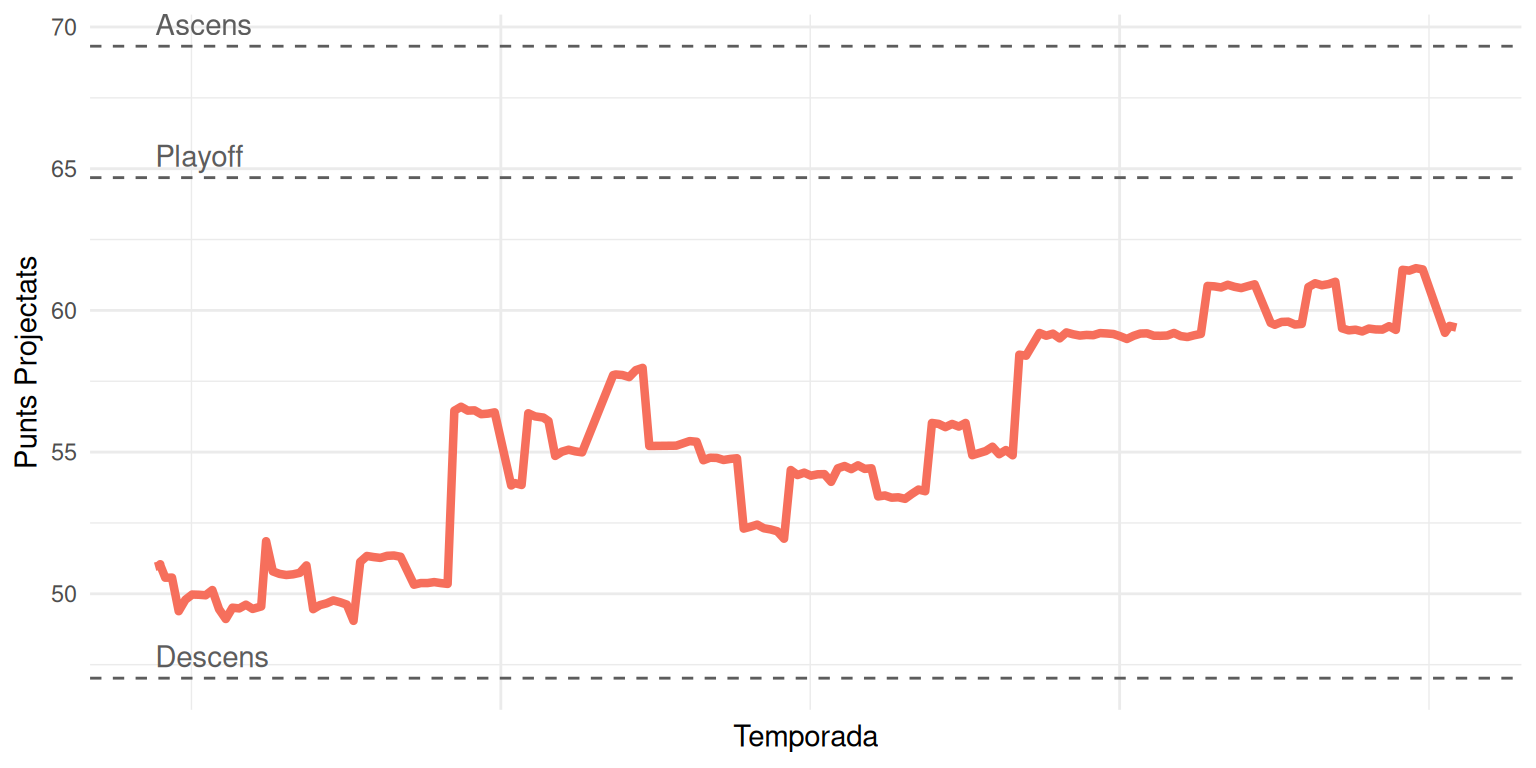 70
Ascens
Playoff
65
60
55
50
Descens
Punts Projectats
Temporada